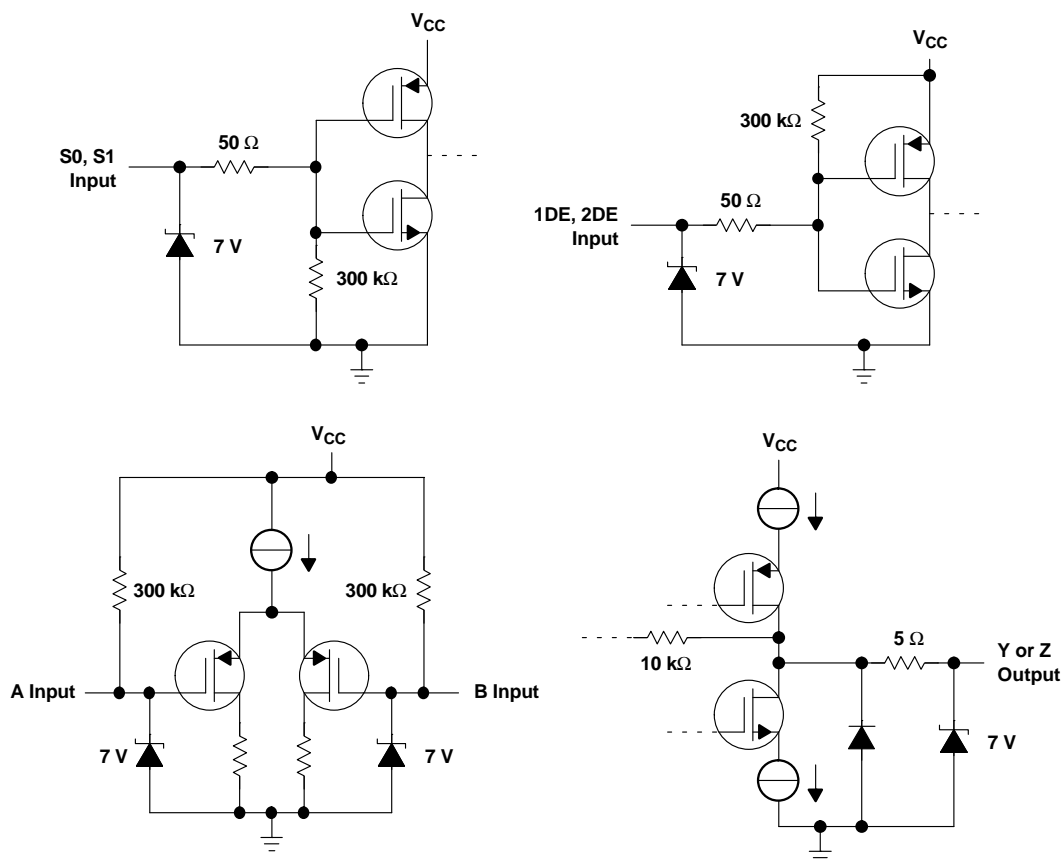 VCC
50 Ω
S0, S1
Input
7 V
300 kΩ
VCC
300 kΩ
50 Ω
1DE, 2DE
Input
7 V
VCC
300 kΩ
300 kΩ
A Input
B Input
7 V
7 V
VCC
10 kΩ
5 Ω
Y or Z
Output
7 V